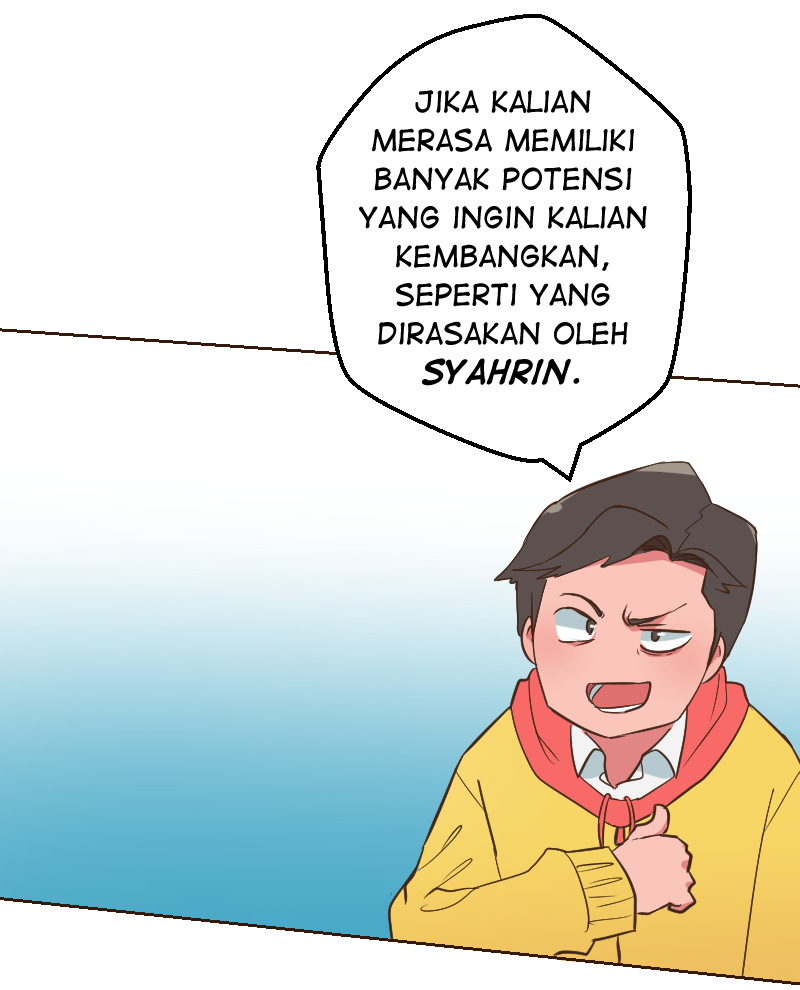 JIKA KALIAN
MERASA MEMILIKI
BANYAK POTENSI
YANG INGIN KALIAN
KEMBANGKAN,
SEPERTI YANG
DIRASAKAN OLEH
SYAHRIN.